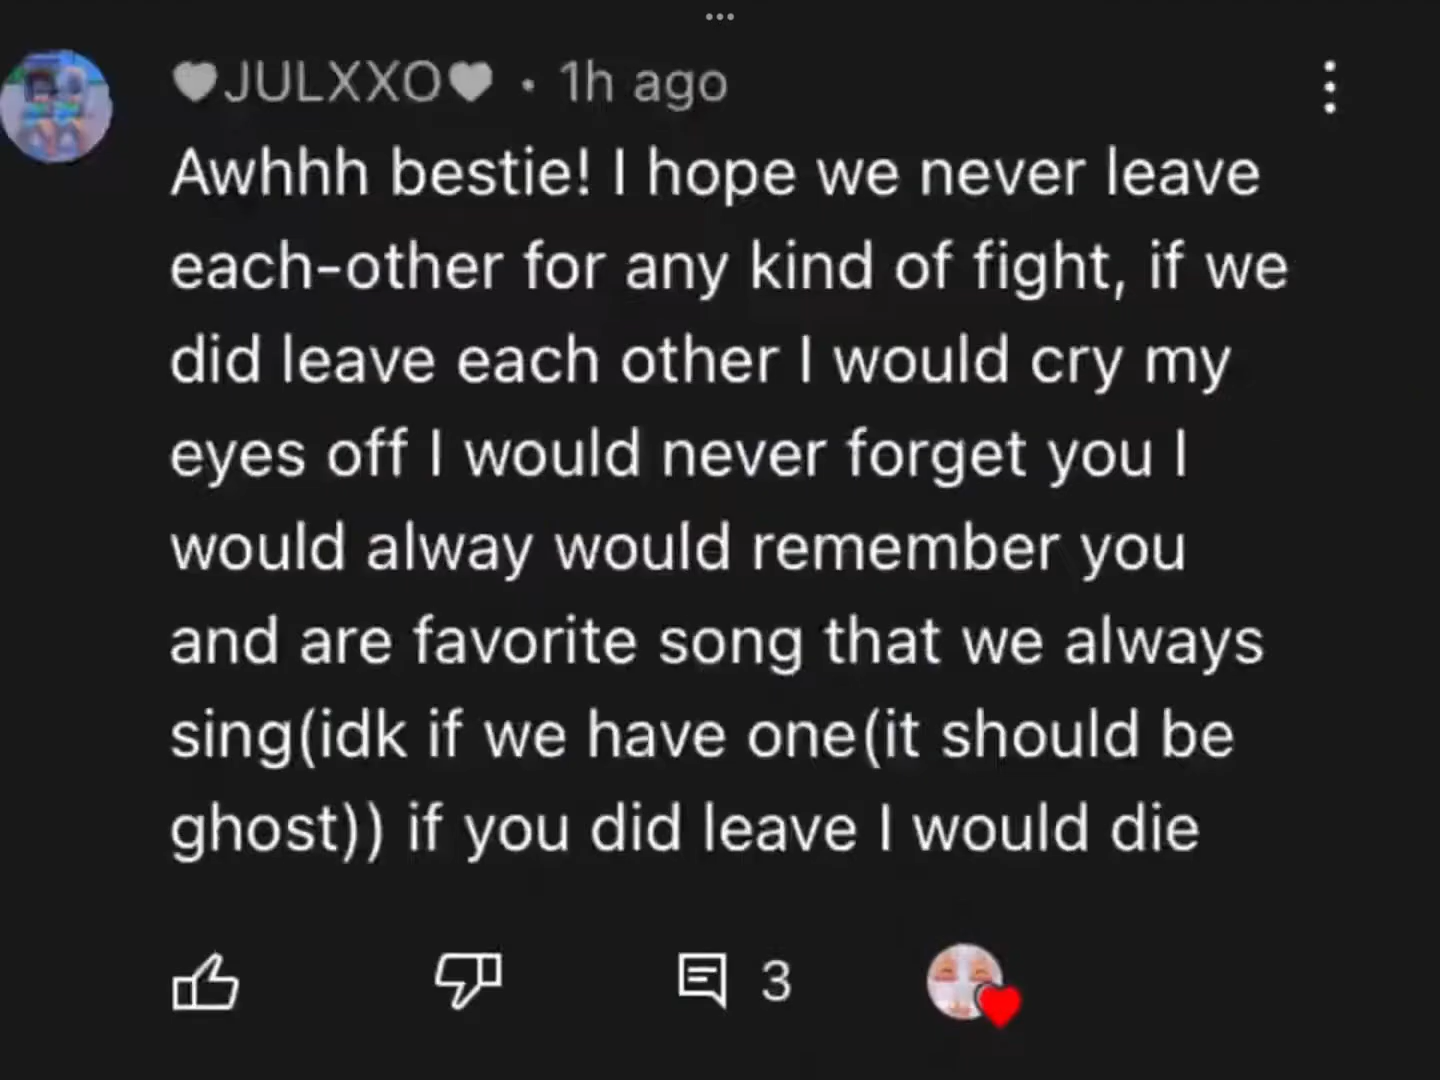 🤍JULXXO🤍 · 1h ago
Awhhh bestie! I hope we never leave
each-other for any kind of fight, if we
did leave each other I would cry my
eyes off I would never forget you I
would alway would remember you
and are favorite song that we always
sing(idk if we have one(it should be
ghost)) if you did leave I would die
3